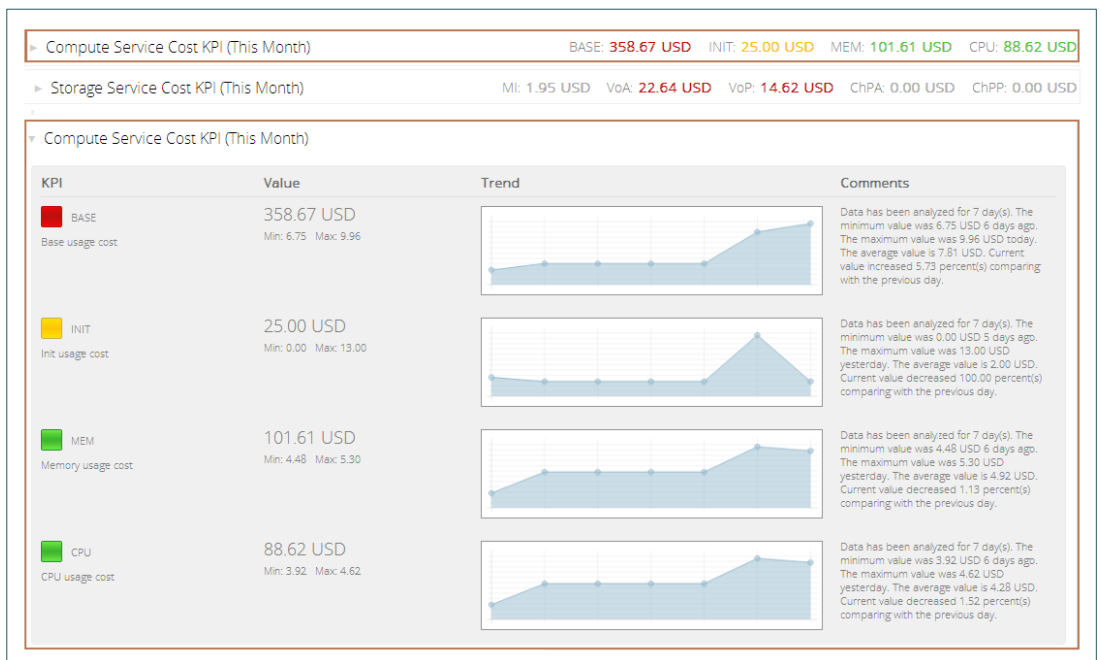 Compute Service Cost KPI (This Month) BASE: 358.67 USD INIT: 25.00 USD MEM: 101.61 USD CPU: 88.62 USD
Storage Service Cost KPI (This Month) MI: 1.95 USD VoA: 22.64 USD VoP: 14.62 USD ChPA: 0.00 USD ChPP: 0.00 USD
Compute Service Cost KPI (This Month)
KPI Value Trend Comments
BASE
Base usage cost
358.67 USD
Min: 6.75 Max: 9.96
Data has been analyzed for 7 day(s). The
minimum value was 6.75 USD 6 days ago.
The maximum value was 9.96 USD today.
The average value is 7.81 USD. Current
value increased 5.73 percent(s) comparing
with the previous day.
INIT
Init usage cost
25.00 USD
Min: 0.00 Max: 13.00
Data has been analyzed for 7 day(s). The
minimum value was 0.00 USD 5 days ago.
The maximum value was 13.00 USD
yesterday. The average value is 2.00 USD.
Current value decreased 100.00 percent(s)
comparing with the previous day.
MEM
Memory usage cost
101.61 USD
Min: 4.48 Max: 5.30
Data has been analyzed for 7 day(s). The
minimum value was 4.48 USD 6 days ago.
The maximum value was 5.30 USD
yesterday. The average value is 4.92 USD.
Current value decreased 1.13 percent(s)
comparing with the previous day.
CPU
CPU usage cost
88.62 USD
Min: 3.92 Max: 4.62
Data has been analyzed for 7 day(s). The
minimum value was 3.92 USD 6 days ago.
The maximum value was 4.62 USD
yesterday. The average value is 4.28 USD.
Current value decreased 1.52 percent(s)
comparing with the previous day.